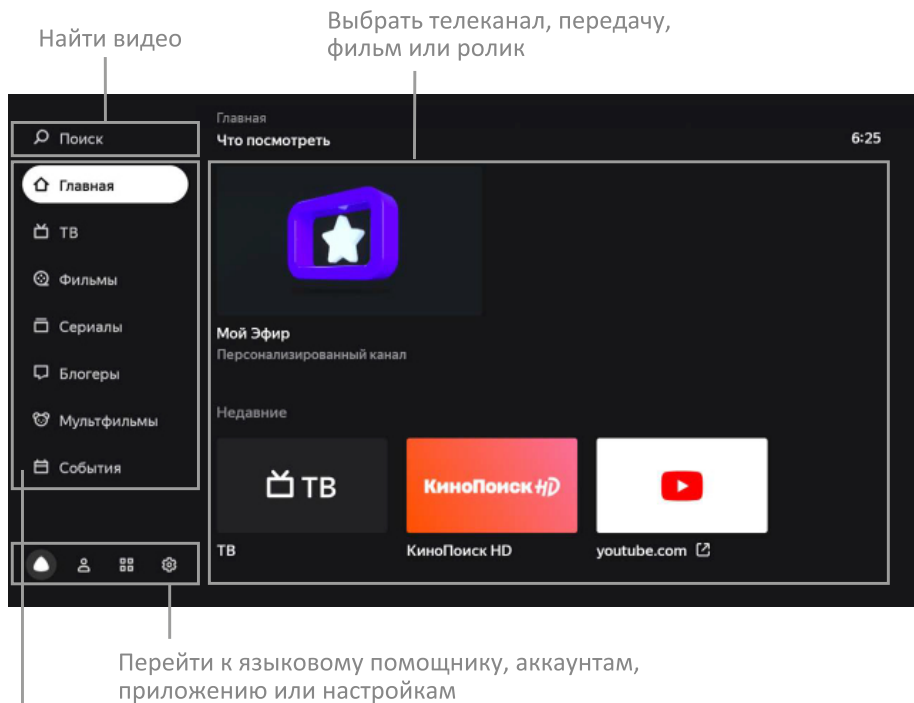 Найти видео
Выбрать телеканал, передачу,
фильм или ролик
Поиск
Главная
Что посмотреть
6:25
Главная
ТВ
Фильмы
Сериалы
Блогеры
Мультфильмы
События
Мой Эфир
Персонализированный канал
Недавние
ТВ
КиноПоиск HD
ТВ
КиноПоиск HD
youtube.com
Перейти к языковому помощнику, аккаунтам,
приложению или настройкам